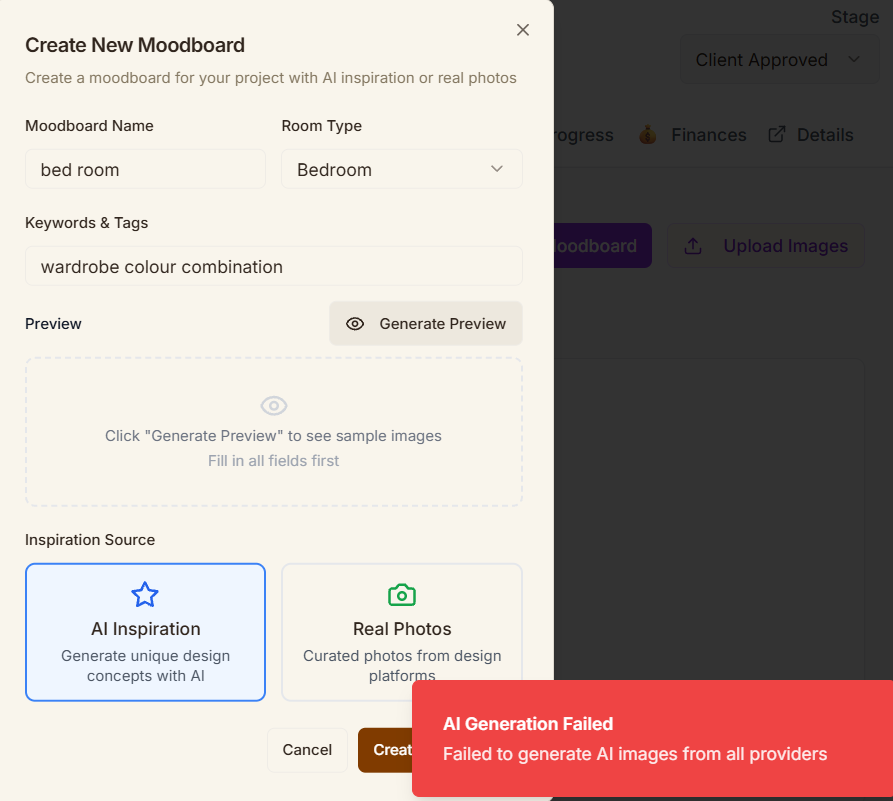 Create New Moodboard
Create a moodboard for your project with AI inspiration or real photos
Stage
Client Approved
Moodboard Name
Room Type
bed room
Bedroom
Finances
Details
Keywords & Tags
wardrobe colour combination
Upload Images
Preview
Generate Preview
Click "Generate Preview" to see sample images
Fill in all fields first
Inspiration Source
AI Inspiration
Generate unique design
concepts with AI
Real Photos
Curated photos from design
platforms
Cancel
AI Generation Failed
Failed to generate AI images from all providers